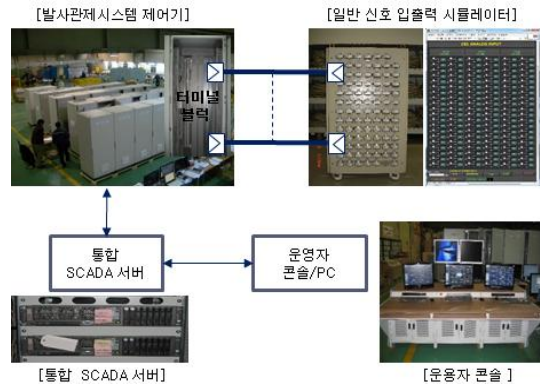 [발사관제시스템 제어기]
[일반 신호 입출력 시뮬레이터]
터미널
블럭
통합
SCADA 서버
운영자
콘솔/PC
[통합 SCADA 서버]
[운용자 콘솔 ]